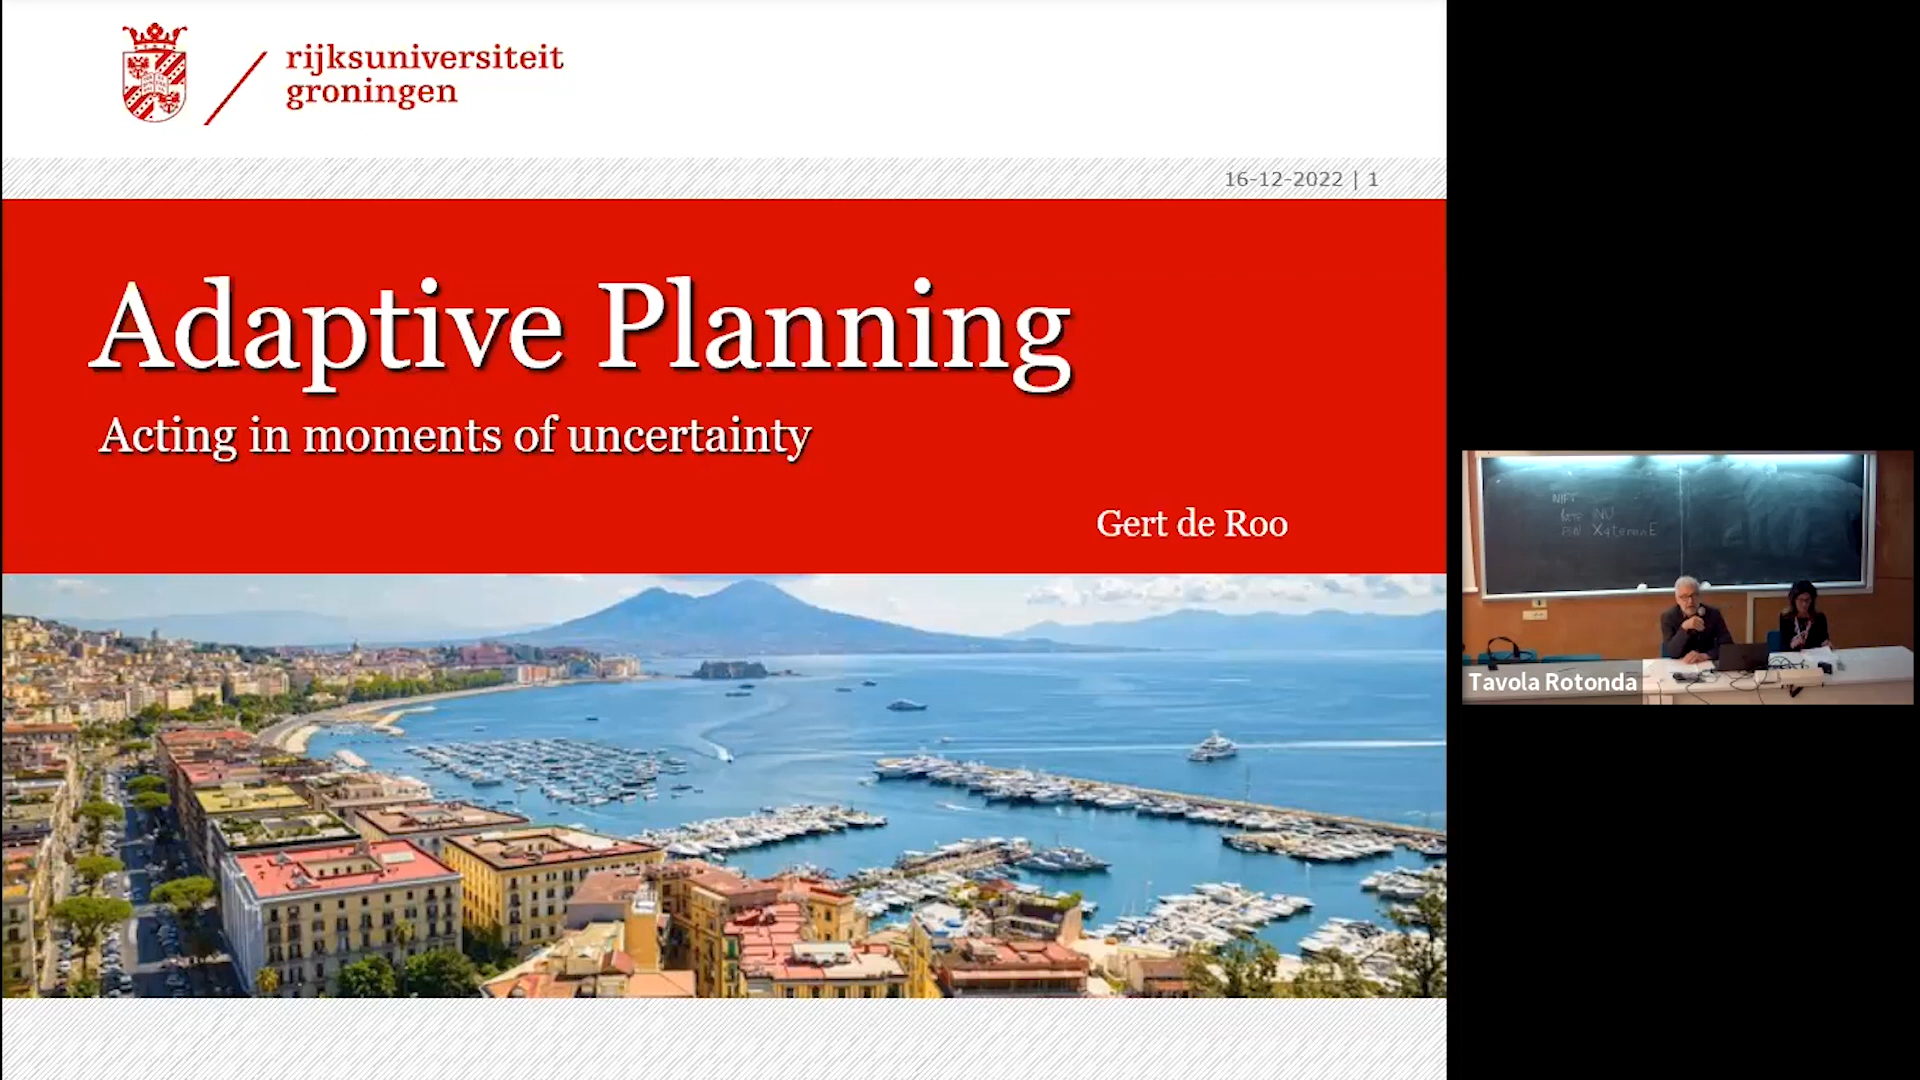 rijksuniversiteit
groningen
16-12-2022 | 1
Adaptive Planning
Acting in moments of uncertainty
Gert de Roo
Tavola Rotonda